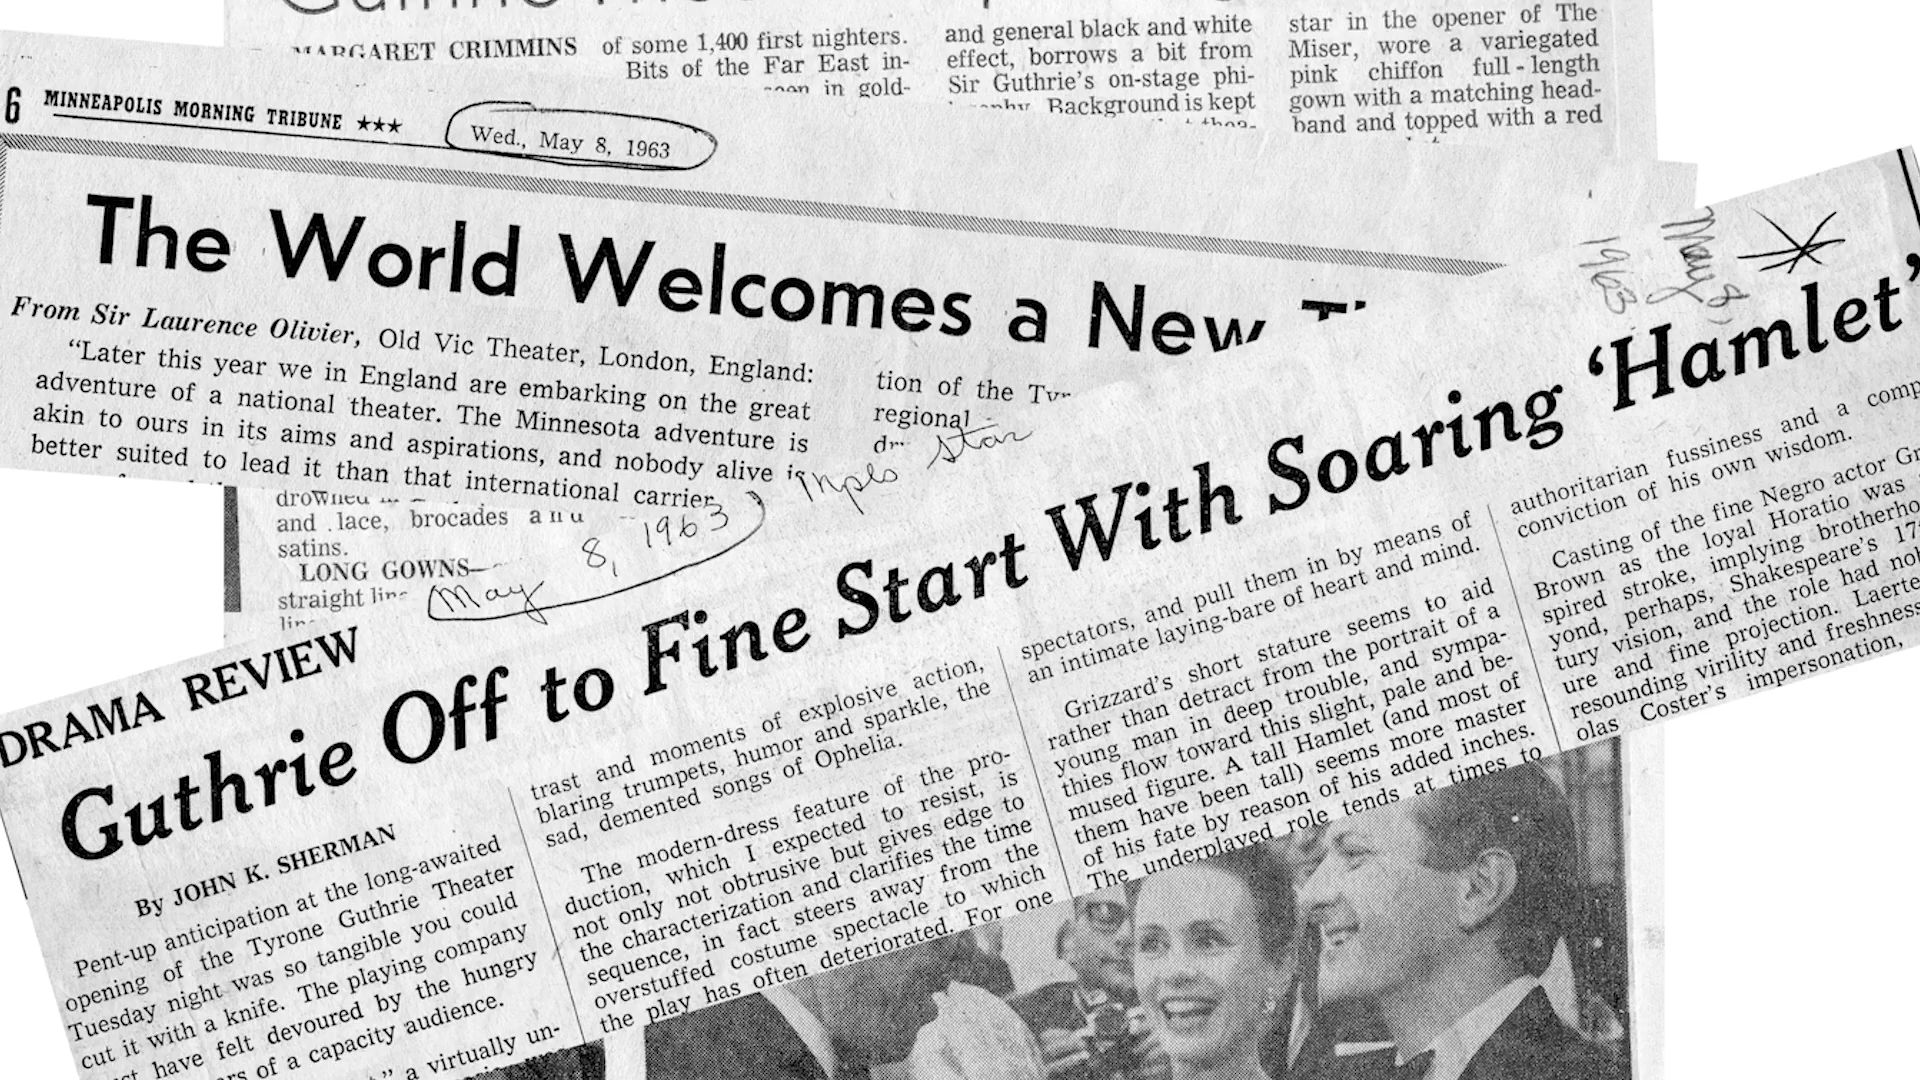 MARGARET CRIMMINS
of some 1,400 first nighters.
Bits of the Far East in-
in gold-
and general black and white
effect, borrows a bit from
Sir Guthrie's on-stage phi-
Background is kept
star in the opener of The
Miser, wore a variegated
pink chiffon full-length
gown with a matching head-
band and topped with a red
6 MINNEAPOLIS MORNING TRIBUNE ★★★ Wed., May 8, 1963
The World Welcomes a New
From Sir Laurence Olivier, Old Vic Theater, London, England:
"Later this year we in England are embarking on the great
adventure of a national theater. The Minnesota adventure is
akin to ours in its aims and aspirations, and nobody alive is
better suited to lead it than that international carrier
tion of the
regional
Mpls Star
May 8, 1963
and lace, brocades and
satins.
LONG GOWNS—
straight
May 8,
1963
DRAMA REVIEW
Guthrie Off to Fine Start With Soaring 'Hamlet'
By JOHN K. SHERMAN
Pent-up anticipation at the long-awaited
opening of the Tyrone Guthrie Theater
Tuesday night was so tangible you could
cut it with a knife. The playing company
have felt devoured by the hungry
of a capacity audience.
a virtually un-
trast and moments of explosive action,
blaring trumpets, humor and sparkle, the
sad, demented songs of Ophelia.
The modern-dress feature of the pro-
duction, which I expected to resist, is
not only not obtrusive but gives edge to
the characterization and clarifies the time
sequence, in fact steers away from the
overstuffed costume spectacle to which
the play has often deteriorated. For one
spectators, and pull them in by means of
an intimate laying-bare of heart and mind.
Grizzard's short stature seems to aid
rather than detract from the portrait of a
young man in deep trouble, and sympa-
thies flow toward this slight, pale and be-
mused figure. A tall Hamlet (and most of
them have been tall) seems more master
of his fate by reason of his added inches.
The underplayed role tends at times to
authoritarian fussiness and a
conviction of his own wisdom.
Casting of the fine Negro actor
Brown as the loyal Horatio was
spired stroke, implying
yond, perhaps, Shakespeare's
tury vision, and the role had
ure and fine projection.
resounding virility and freshness
olas Coster's impersonation,